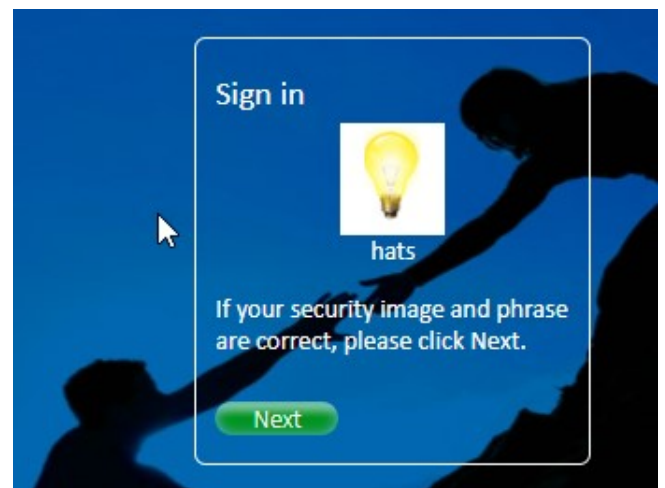 Sign in
hats
If your security image and phrase
are correct, please click Next.
Next